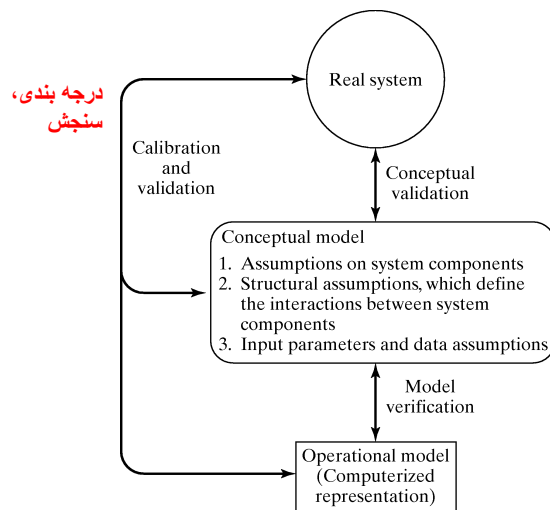 Real system
درجه بندی،
سنجش
Calibration
and
validation
Conceptual
validation
Conceptual model
1. Assumptions on system components
2. Structural assumptions, which define
the interactions between system
components
3. Input parameters and data assumptions
Model
verification
Operational model
(Computerized
representation)